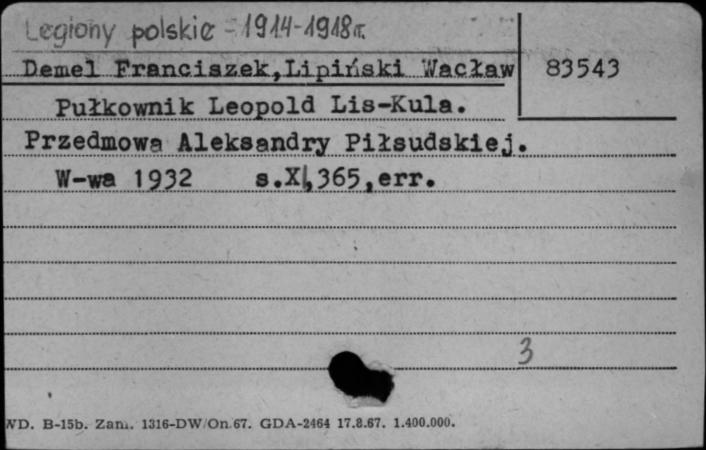 Legiony polskie - 1914-1918 r.
Demel Franciszek,Lipiński Wacław 83543
Pułkownik Leopold Lis-Kula.
Przedmowa Aleksandry Piłsudskiej.
W-wa 1932 s.XI,365,err.
3
WD. B-15b. Zam. 1316-DW/On.67. GDA-2464 17.8.67. 1.400.000.